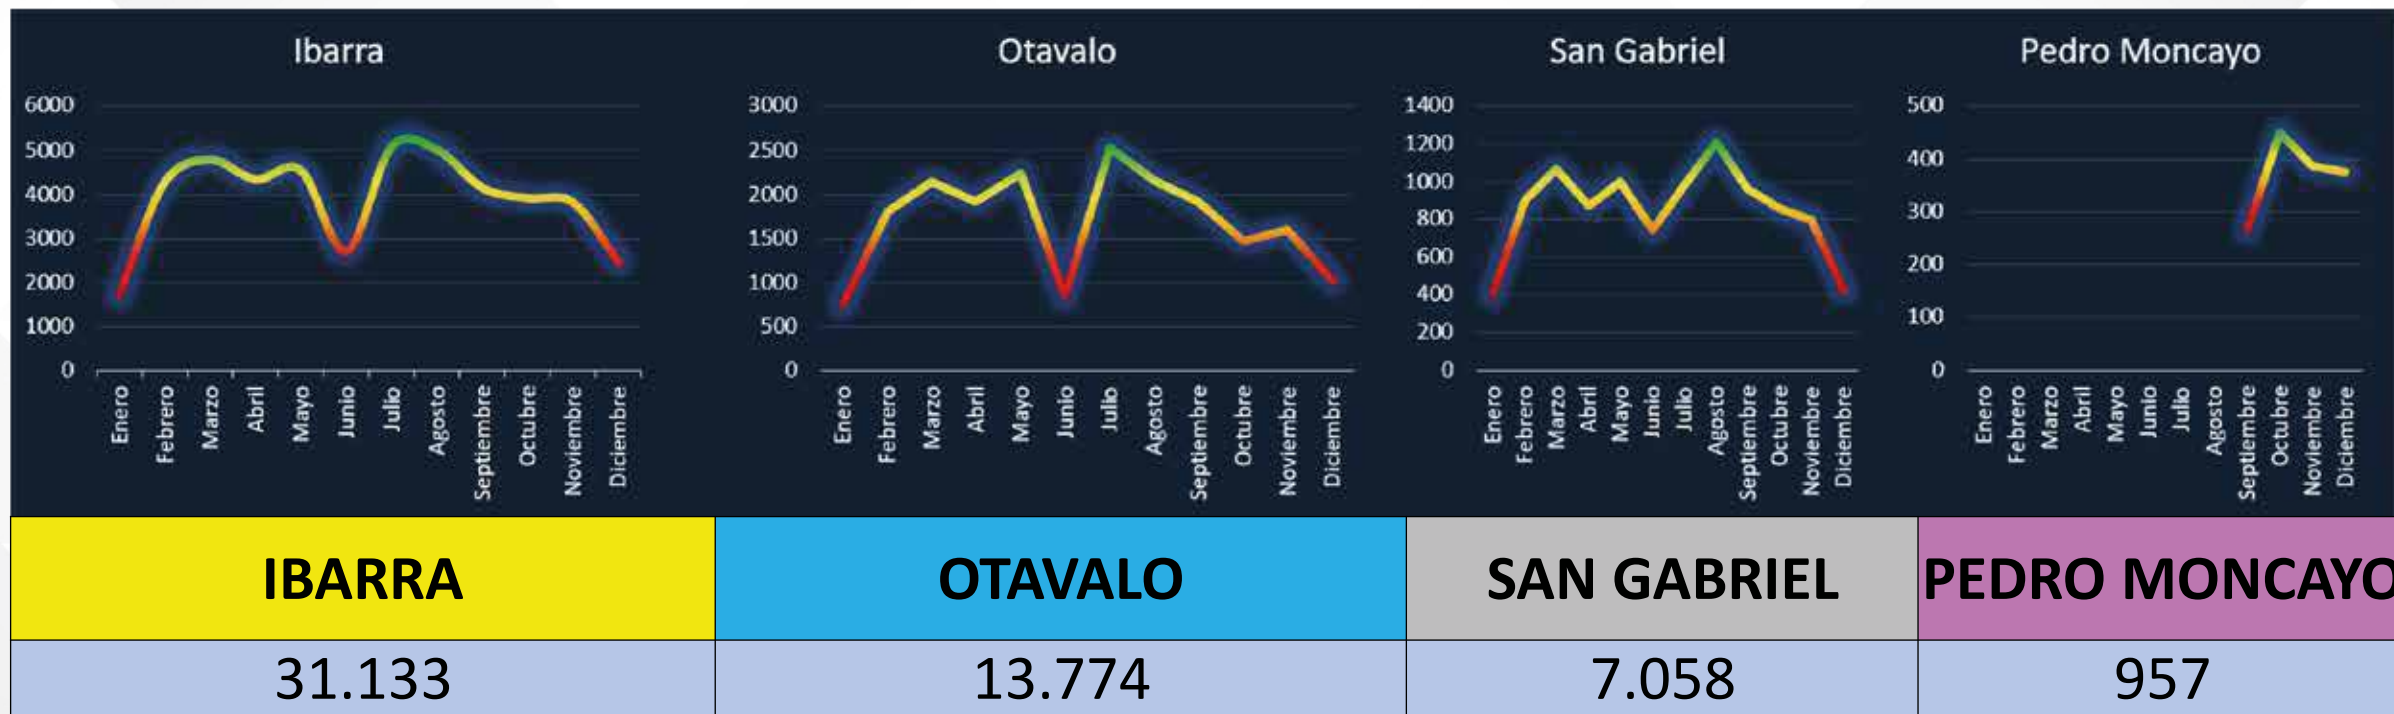 Ibarra
6000
5000
4000
3000
2000
1000
0
Enero
Febrero
Marzo
Abril
Mayo
Junio
Julio
Agosto
Septiembre
Octubre
Noviembre
Diciembre
Otavalo
3000
2500
2000
1500
1000
500
0
Enero
Febrero
Marzo
Abril
Mayo
Junio
Julio
Agosto
Septiembre
Octubre
Noviembre
Diciembre
San Gabriel
1400
1200
1000
800
600
400
200
0
Enero
Febrero
Marzo
Abril
Mayo
Junio
Julio
Agosto
Septiembre
Octubre
Noviembre
Diciembre
Pedro Moncayo
500
400
300
200
100
0
Enero
Febrero
Marzo
Abril
Mayo
Junio
Julio
Agosto
Septiembre
Octubre
Noviembre
Diciembre
IBARRA OTAVALO SAN GABRIEL PEDRO MONCAYO
31.133 13.774 7.058 957